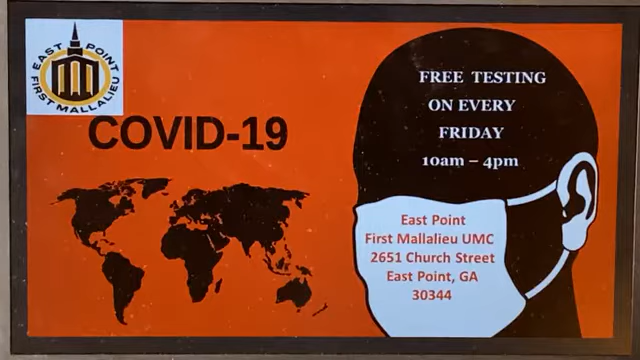 EAST POINT
FIRST MALLALIEU
COVID-19
FREE TESTING
ON EVERY
FRIDAY
10am – 4pm
East Point
First Mallalieu UMC
2651 Church Street
East Point, GA
30344